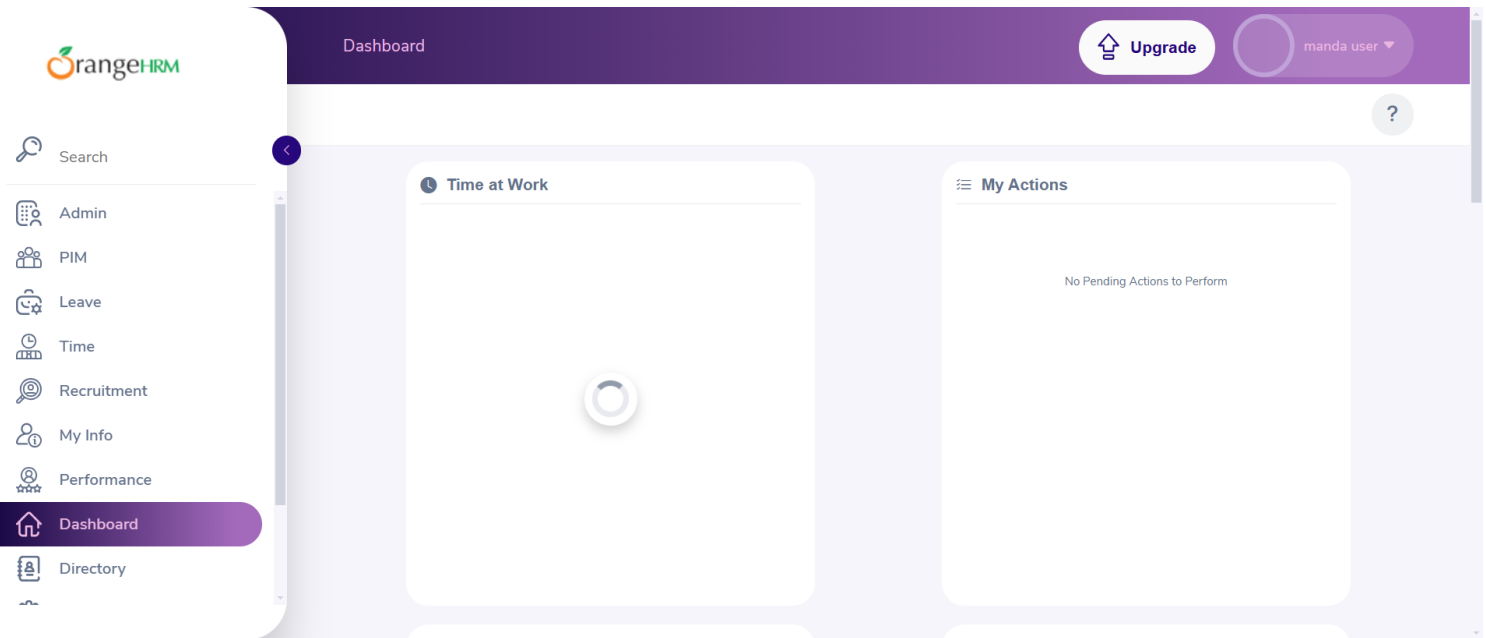 OrangeHRM
Dashboard
Upgrade
manda user
?
Search
Admin
PIM
Leave
Time
Recruitment
My Info
Performance
Dashboard
Directory
Time at Work
My Actions
No Pending Actions to Perform